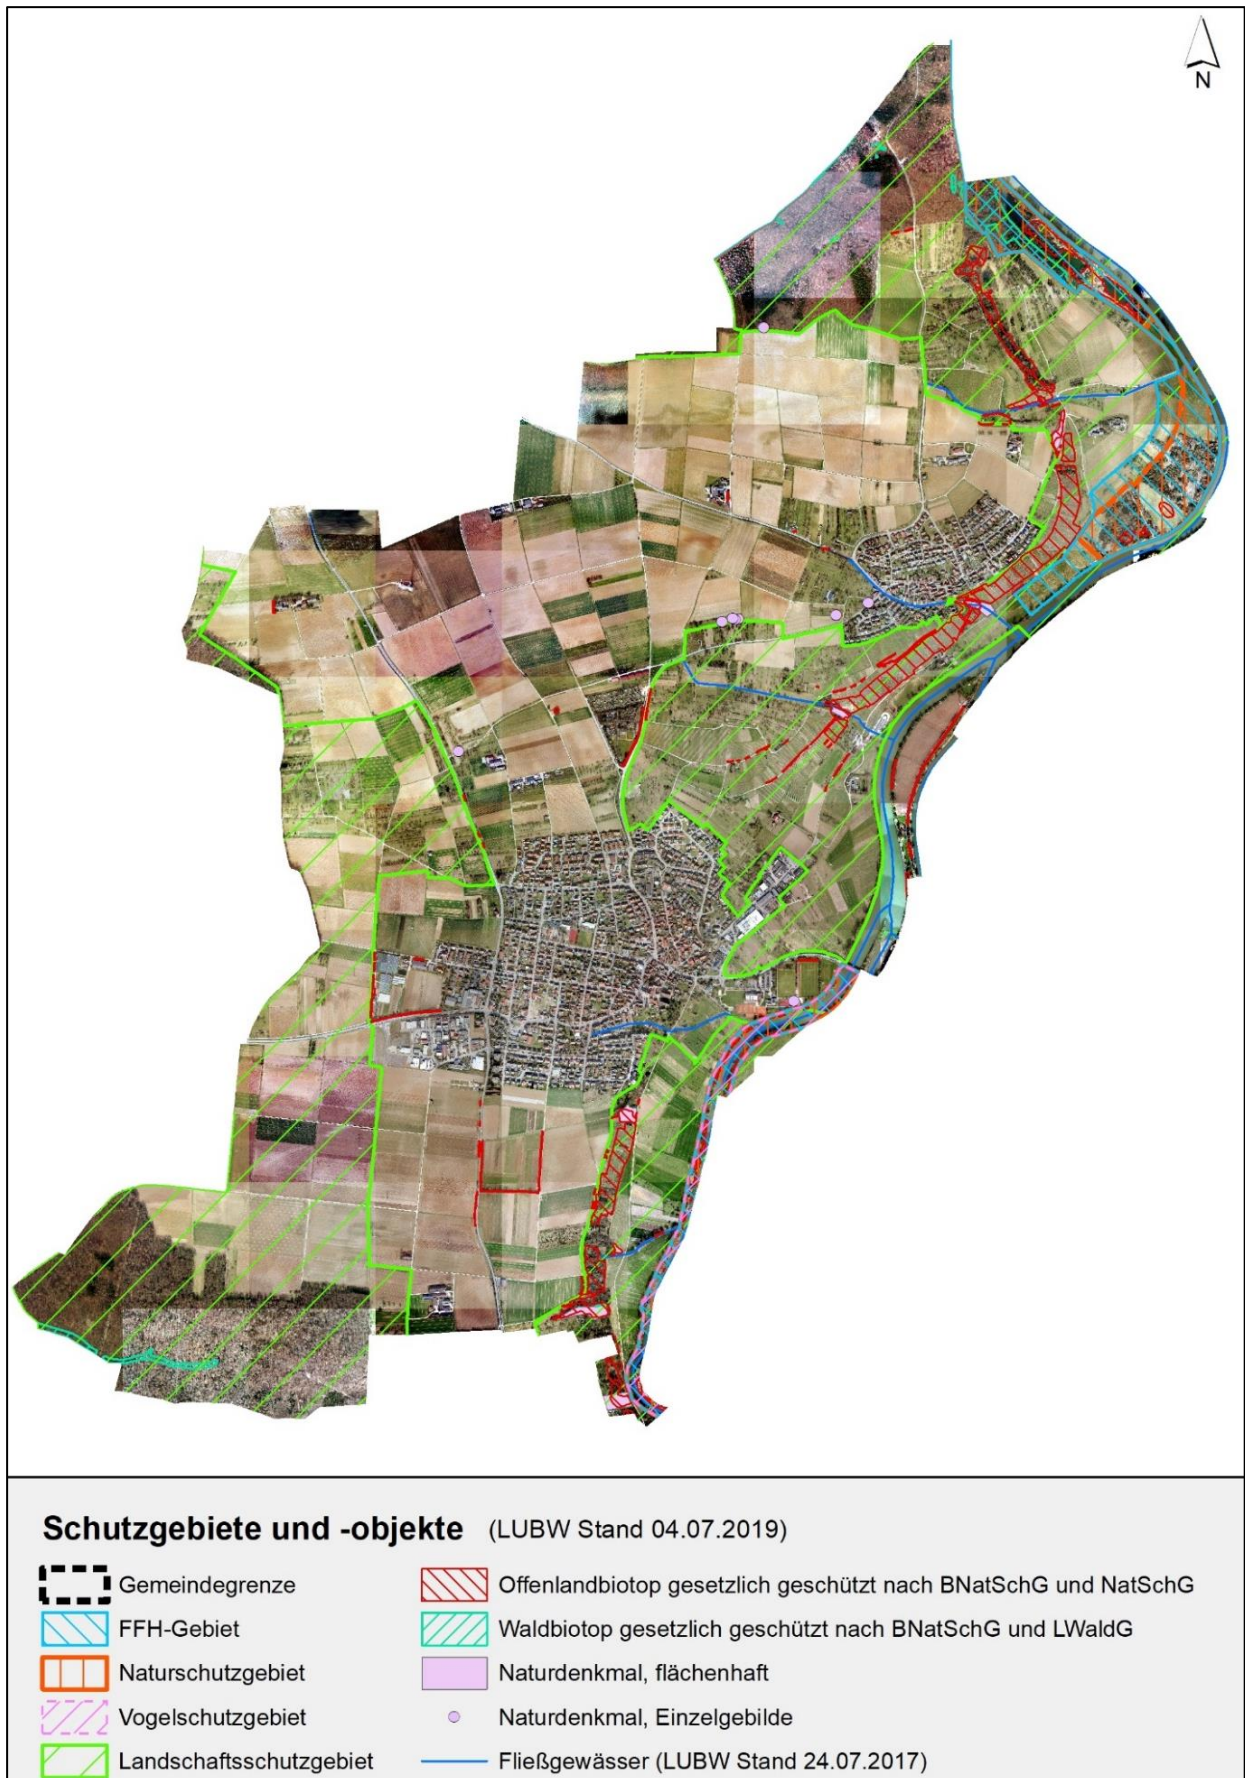 N
Schutzgebiete und -objekte (LUBW Stand 04.07.2019)
Gemeindegrenze
FFH-Gebiet
Naturschutzgebiet
Vogelschutzgebiet
Landschaftsschutzgebiet
Offenlandbiotop gesetzlich geschützt nach BNatSchG und NatSchG
Waldbiotop gesetzlich geschützt nach BNatSchG und LWaldG
Naturdenkmal, flächenhaft
Naturdenkmal, Einzelgebilde
Fließgewässer (LUBW Stand 24.07.2017)